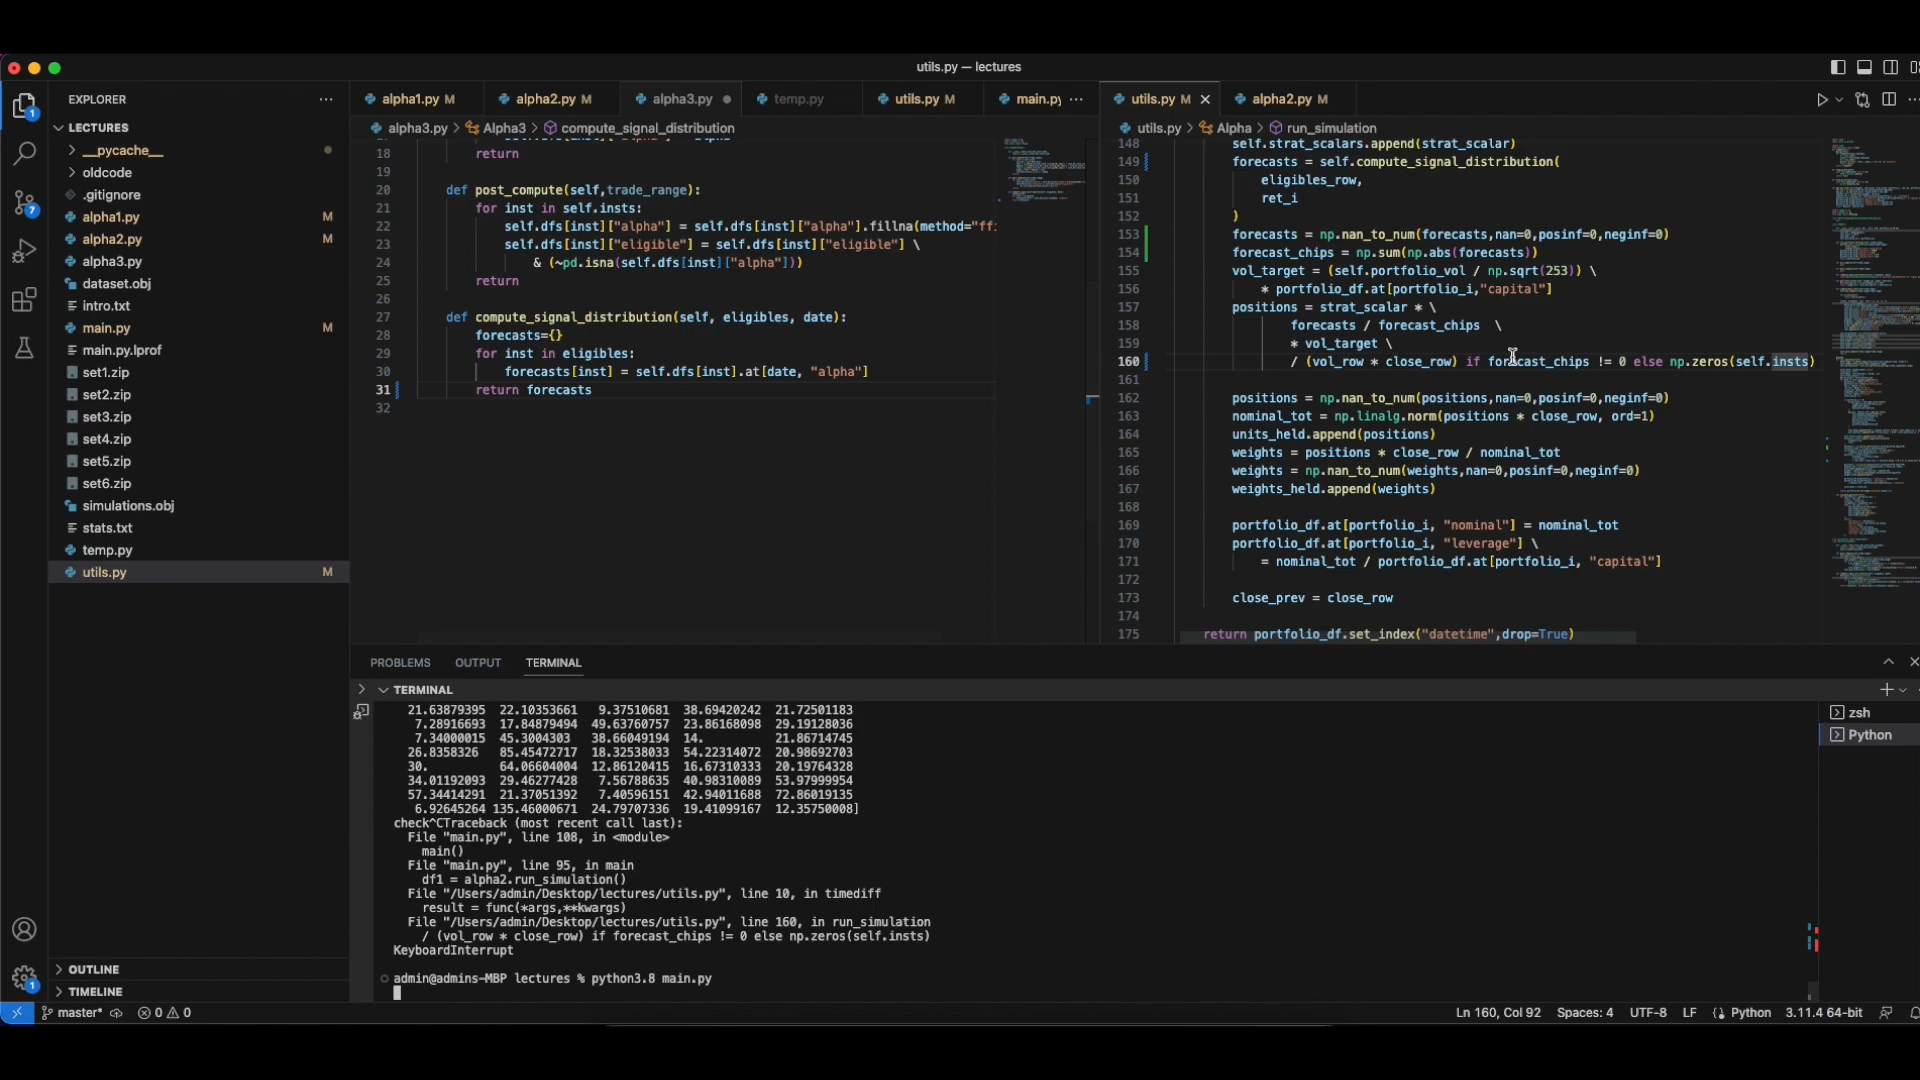 utils.py — lectures
EXPLORER
LECTURES
__pycache__
oldcode
.gitignore
alpha1.py M
alpha2.py M
alpha3.py
dataset.obj
intro.txt
main.py M
main.py.lprof
set1.zip
set2.zip
set3.zip
set4.zip
set5.zip
set6.zip
simulations.obj
stats.txt
temp.py
utils.py M
OUTLINE
TIMELINE
1
7
1
alpha1.py M alpha2.py M alpha3.py temp.py utils.py M main.py
alpha3.py > Alpha3 > compute_signal_distribution
18 return
19
20 def post_compute(self,trade_range):
21 for inst in self.insts:
22 self.dfs[inst]["alpha"] = self.dfs[inst]["alpha"].fillna(method="ff
23 self.dfs[inst]["eligible"] = self.dfs[inst]["eligible"] \
24 & (~pd.isna(self.dfs[inst]["alpha"]))
25 return
26
27 def compute_signal_distribution(self, eligibles, date):
28 forecasts={}
29 for inst in eligibles:
30 forecasts[inst] = self.dfs[inst].at[date, "alpha"]
31 return forecasts
32
utils.py M alpha2.py M
utils.py > Alpha > run_simulation
148 self.strat_scalars.append(strat_scalar)
149 forecasts = self.compute_signal_distribution(
150 eligibles_row,
151 ret_i
152 )
153 forecasts = np.nan_to_num(forecasts,nan=0,posinf=0,neginf=0)
154 forecast_chips = np.sum(np.abs(forecasts))
155 vol_target = (self.portfolio_vol / np.sqrt(253)) \
156 * portfolio_df.at[portfolio_i,"capital"]
157 positions = strat_scalar * \
158 forecasts / forecast_chips \
159 * vol_target \
160 / (vol_row * close_row) if forecast_chips != 0 else np.zeros(self.insts)
161
162 positions = np.nan_to_num(positions,nan=0,posinf=0,neginf=0)
163 nominal_tot = np.linalg.norm(positions * close_row, ord=1)
164 units_held.append(positions)
165 weights = positions * close_row / nominal_tot
166 weights = np.nan_to_num(weights,nan=0,posinf=0,neginf=0)
167 weights_held.append(weights)
168
169 portfolio_df.at[portfolio_i, "nominal"] = nominal_tot
170 portfolio_df.at[portfolio_i, "leverage"] \
171 = nominal_tot / portfolio_df.at[portfolio_i, "capital"]
172
173 close_prev = close_row
174
175 return portfolio_df.set_index("datetime",drop=True)
PROBLEMS OUTPUT TERMINAL
TERMINAL
21.63879395 22.10353661 9.37510681 38.69420242 21.72501183
7.28916693 17.84879494 49.63760757 23.86168098 29.19128036
7.34000015 45.3004303 38.66049194 14. 21.86714745
26.8358326 85.45472717 18.32538033 54.22314072 20.98692703
30. 64.06604004 12.86120415 16.67310333 20.19764328
34.01192093 29.46277428 7.56788635 40.98310089 53.97999954
57.34414291 21.37051392 7.40596151 42.94011688 72.86019135
6.92645264 135.46000671 24.79707336 19.41099167 12.35750008]
check^CTraceback (most recent call last):
File "main.py", line 108, in <module>
main()
File "main.py", line 95, in main
df1 = alpha2.run_simulation()
File "/Users/admin/Desktop/lectures/utils.py", line 10, in timediff
result = func(*args,**kwargs)
File "/Users/admin/Desktop/lectures/utils.py", line 160, in run_simulation
/ (vol_row * close_row) if forecast_chips != 0 else np.zeros(self.insts)
KeyboardInterrupt
admin@admins-MBP lectures % python3.8 main.py
zsh
Python
master* 0 0 Ln 160, Col 92 Spaces: 4 UTF-8 LF Python 3.11.4 64-bit